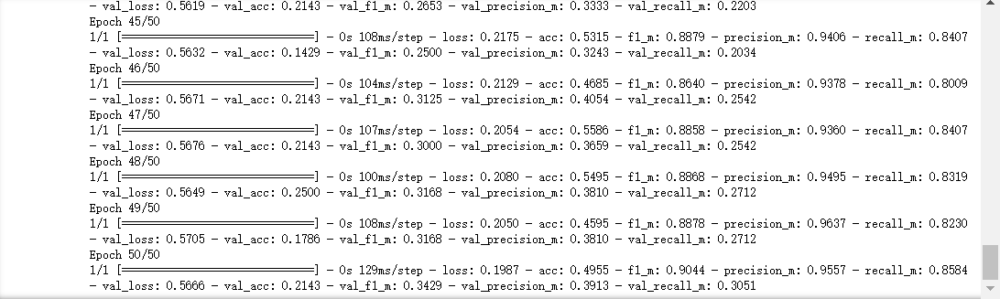 - val_loss: 0.5619 - val_acc: 0.2143 - val_f1_m: 0.2653 - val_precision_m: 0.3333 - val_recall_m: 0.2203
Epoch 45/50
1/1 [==============================] - 0s 108ms/step - loss: 0.2175 - acc: 0.5315 - f1_m: 0.8879 - precision_m: 0.9406 - recall_m: 0.8407
- val_loss: 0.5632 - val_acc: 0.1429 - val_f1_m: 0.2500 - val_precision_m: 0.3243 - val_recall_m: 0.2034
Epoch 46/50
1/1 [==============================] - 0s 104ms/step - loss: 0.2129 - acc: 0.4685 - f1_m: 0.8640 - precision_m: 0.9378 - recall_m: 0.8009
- val_loss: 0.5671 - val_acc: 0.2143 - val_f1_m: 0.3125 - val_precision_m: 0.4054 - val_recall_m: 0.2542
Epoch 47/50
1/1 [==============================] - 0s 107ms/step - loss: 0.2054 - acc: 0.5586 - f1_m: 0.8858 - precision_m: 0.9360 - recall_m: 0.8407
- val_loss: 0.5676 - val_acc: 0.2143 - val_f1_m: 0.3000 - val_precision_m: 0.3659 - val_recall_m: 0.2542
Epoch 48/50
1/1 [==============================] - 0s 100ms/step - loss: 0.2080 - acc: 0.5495 - f1_m: 0.8868 - precision_m: 0.9495 - recall_m: 0.8319
- val_loss: 0.5649 - val_acc: 0.2500 - val_f1_m: 0.3168 - val_precision_m: 0.3810 - val_recall_m: 0.2712
Epoch 49/50
1/1 [==============================] - 0s 108ms/step - loss: 0.2050 - acc: 0.4595 - f1_m: 0.8878 - precision_m: 0.9637 - recall_m: 0.8230
- val_loss: 0.5705 - val_acc: 0.1786 - val_f1_m: 0.3168 - val_precision_m: 0.3810 - val_recall_m: 0.2712
Epoch 50/50
1/1 [==============================] - 0s 129ms/step - loss: 0.1987 - acc: 0.4955 - f1_m: 0.9044 - precision_m: 0.9557 - recall_m: 0.8584
- val_loss: 0.5666 - val_acc: 0.2143 - val_f1_m: 0.3429 - val_precision_m: 0.3913 - val_recall_m: 0.3051